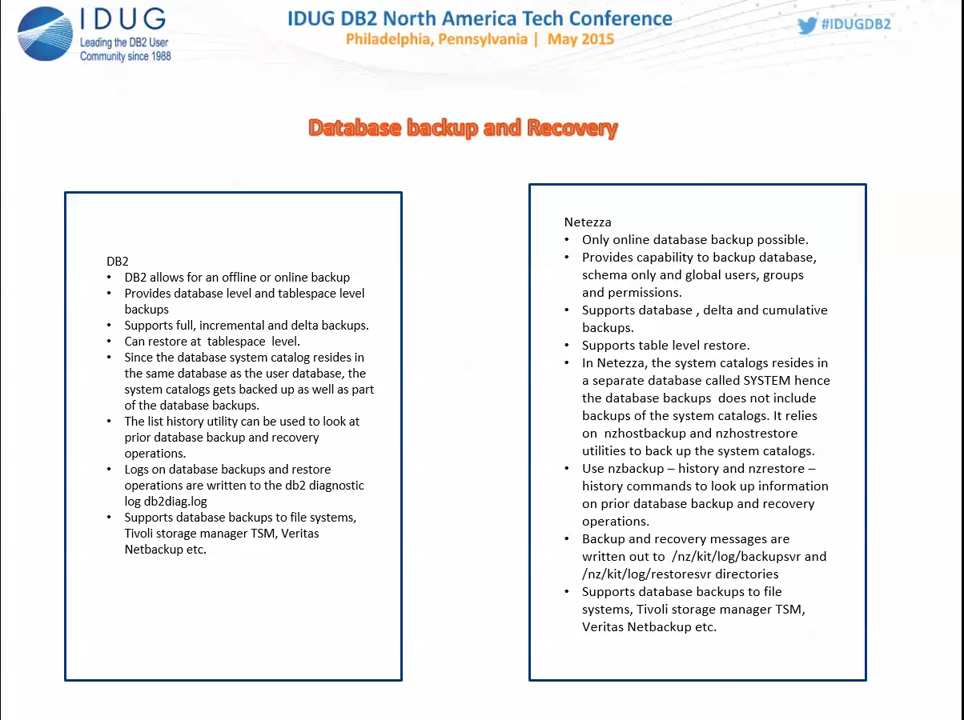 IDUG
Leading the DB2 User
Community since 1988
IDUG DB2 North America Tech Conference
Philadelphia, Pennsylvania | May 2015
#IDUGDB2
Database backup and Recovery
DB2
• DB2 allows for an offline or online backup
• Provides database level and tablespace level
backups
• Supports full, incremental and delta backups.
• Can restore at tablespace level.
• Since the database system catalog resides in
the same database as the user database, the
system catalogs gets backed up as well as part
of the database backups.
• The list history utility can be used to look at
prior database backup and recovery
operations.
• Logs on database backups and restore
operations are written to the db2 diagnostic
log db2diag.log
• Supports database backups to file systems,
Tivoli storage manager TSM, Veritas
Netbackup etc.
Netezza
• Only online database backup possible.
• Provides capability to backup database,
schema only and global users, groups
and permissions.
• Supports database , delta and cumulative
backups.
• Supports table level restore.
• In Netezza, the system catalogs resides in
a separate database called SYSTEM hence
the database backups does not include
backups of the system catalogs. It relies
on nzhostbackup and nzhostrestore
utilities to back up the system catalogs.
• Use nzbackup – history and nzrestore –
history commands to look up information
on prior database backup and recovery
operations.
• Backup and recovery messages are
written out to /nz/kit/log/backupsvr and
/nz/kit/log/restoresvr directories
• Supports database backups to file
systems, Tivoli storage manager TSM,
Veritas Netbackup etc.